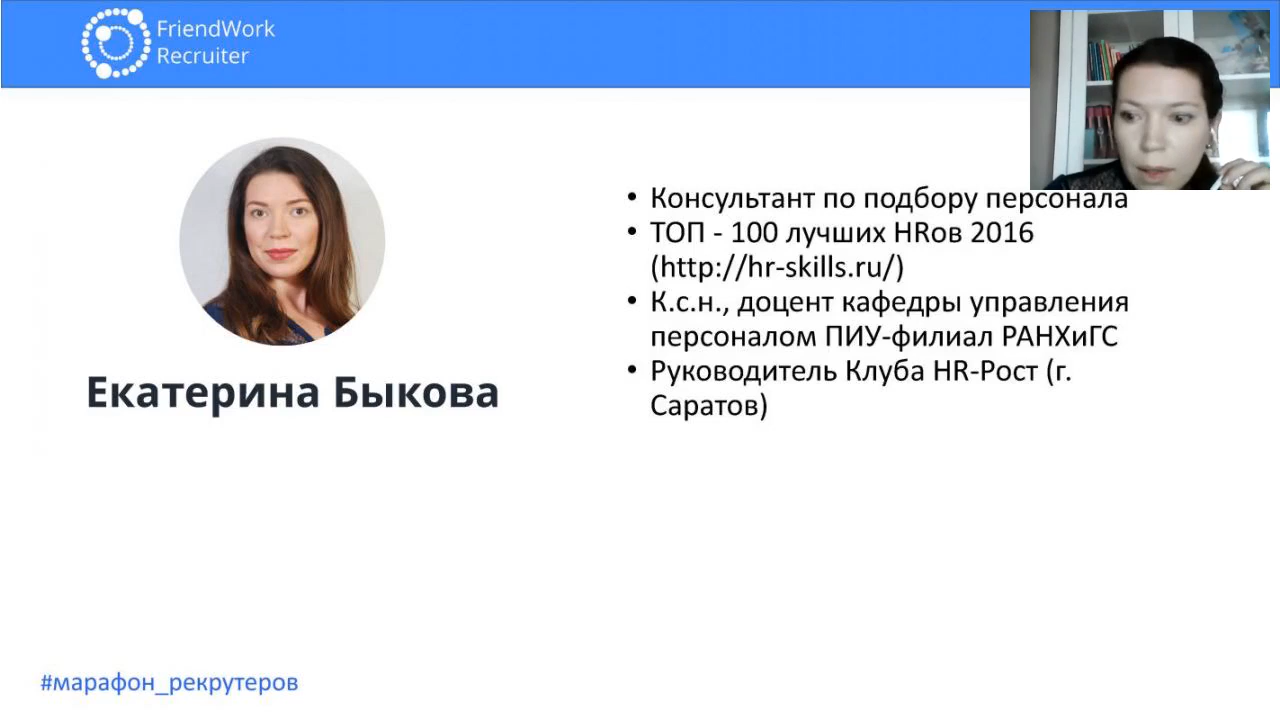 FriendWork
Recruiter
• Консультант по подбору персонала
• ТОП - 100 лучших HRов 2016
(http://hr-skills.ru/)
• К.с.н., доцент кафедры управления
персоналом ПИУ-филиал РАНХиГС
• Руководитель Клуба HR-Рост (г.
Саратов)
Екатерина Быкова
#марафон_рекрутеров